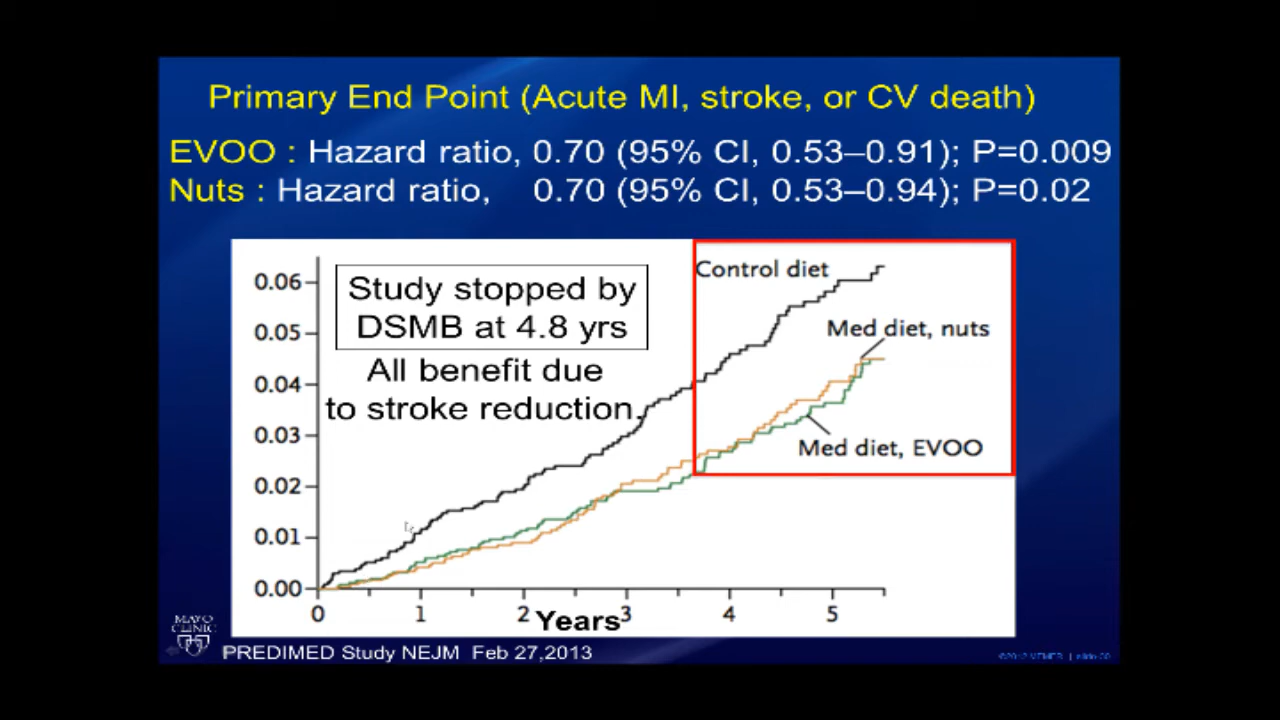 Primary End Point (Acute MI, stroke, or CV death)
EVOO : Hazard ratio, 0.70 (95% CI, 0.53–0.91); P=0.009
Nuts : Hazard ratio, 0.70 (95% CI, 0.53–0.94); P=0.02
Study stopped by
DSMB at 4.8 yrs
All benefit due
to stroke reduction.
Control diet
Med diet, nuts
Med diet, EVOO
0.06
0.05
0.04
0.03
0.02
0.01
0.00
0 1 2 3 4 5
Years
MAYO
CLINIC
PREDIMED Study NEJM Feb 27,2013